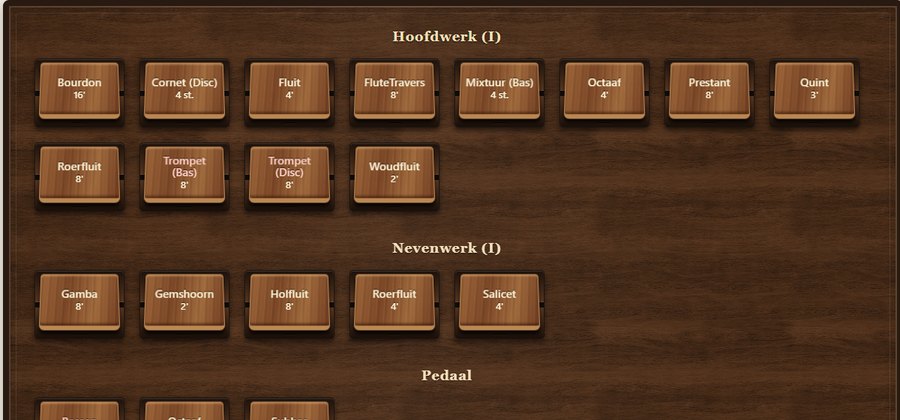 Hoofdwerk (I)
Bourdon
16'
Cornet (Disc)
4 st.
Fluit
4'
FluteTravers
8'
Mixtuur (Bas)
4 st.
Octaaf
4'
Prestant
8'
Quint
3'
Roerfluit
8'
Trompet
(Bas)
8'
Trompet
(Disc)
8'
Woudfluit
2'
Nevenwerk (I)
Gamba
8'
Gemshoorn
2'
Holfluit
8'
Roerfluit
4'
Salicet
4'
Pedaal